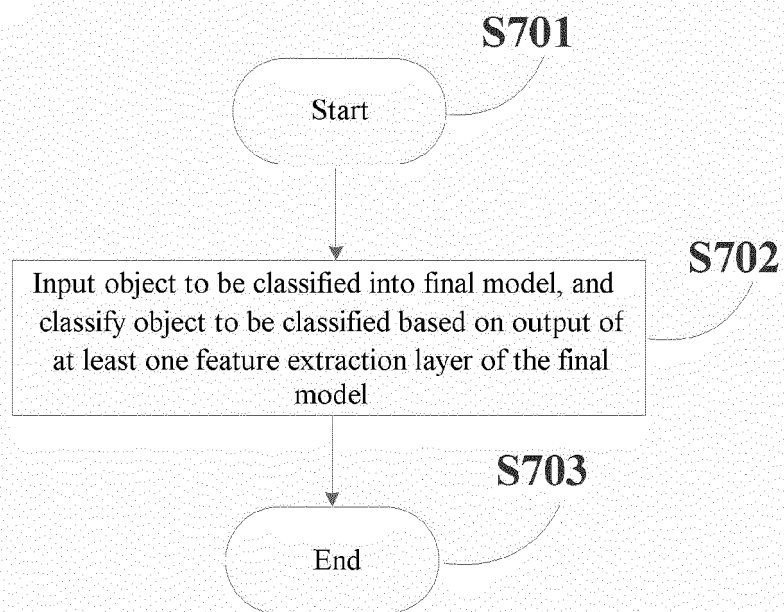 S701
Start
S702
Input object to be classified into final model, and
classify object to be classified based on output of
at least one feature extraction layer of the final
model
S703
End